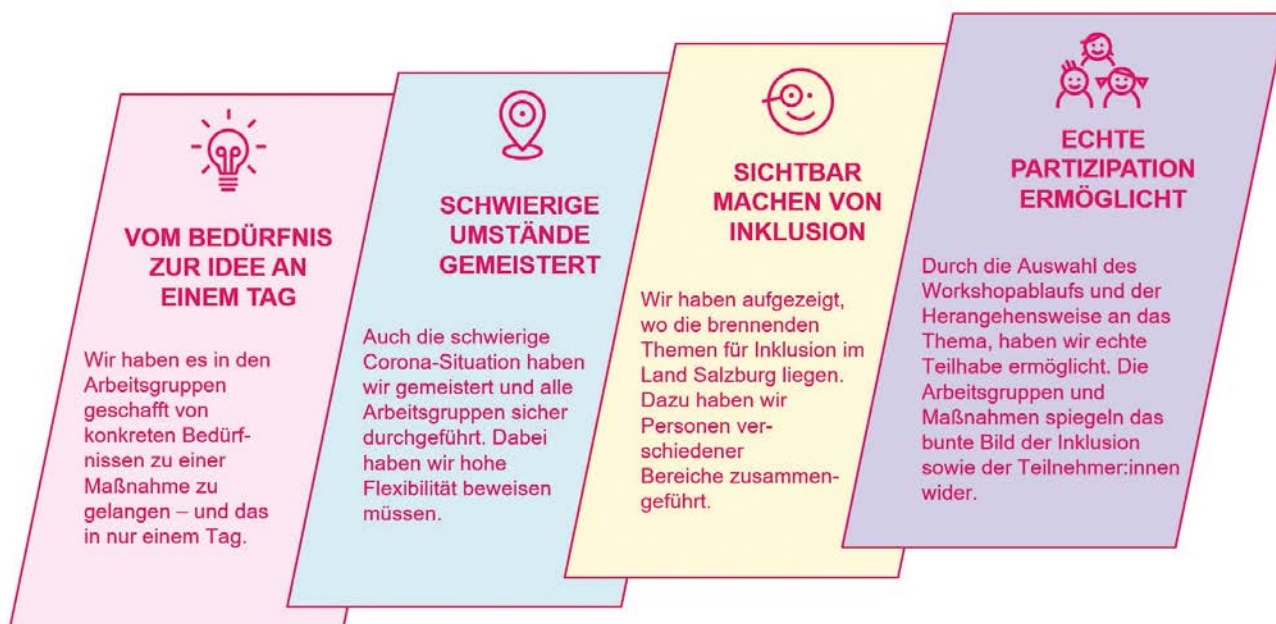 VOM BEDÜRFNIS
ZUR IDEE AN
EINEM TAG
Wir haben es in den
Arbeitsgruppen
geschafft von
konkreten Bedürf-
nissen zu einer
Maßnahme zu
gelangen – und das
in nur einem Tag.
SCHWIERIGE
UMSTÄNDE
GEMEISTERT
Auch die schwierige
Corona-Situation haben
wir gemeistert und alle
Arbeitsgruppen sicher
durchgeführt. Dabei
haben wir hohe
Flexibilität beweisen
müssen.
SICHTBAR
MACHEN VON
INKLUSION
Wir haben aufgezeigt,
wo die brennenden
Themen für Inklusion im
Land Salzburg liegen.
Dazu haben wir
Personen ver-
schiedener
Bereiche zusammen-
geführt.
ECHTE
PARTIZIPATION
ERMÖGLICHT
Durch die Auswahl des
Workshopablaufs und der
Herangehensweise an das
Thema, haben wir echte
Teilhabe ermöglicht. Die
Arbeitsgruppen und
Maßnahmen spiegeln das
bunte Bild der Inklusion
sowie der Teilnehmer:innen
wider.